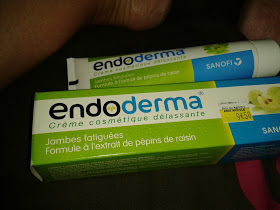 endoderma
Crème cosmétique délassante
Jambes fatiguées
Formule à l'extrait de pépins de raisin
SANOFI
endoderma®
Crème cosmétique délassante
Jambes fatiguées
Formule à l'extrait de pépins de raisin
SANO